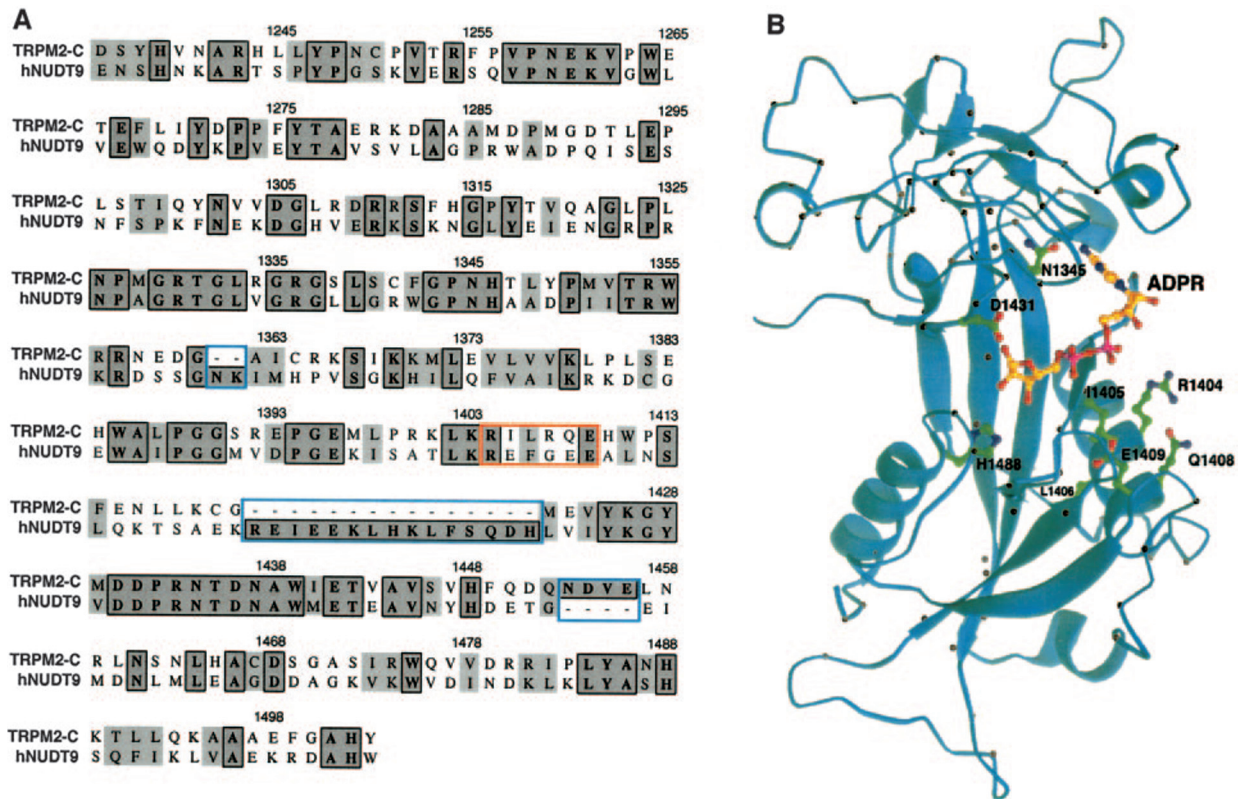 A
1245 1255 1265
TRPM2-C D S Y H V N A R H L L Y P N C P V T R F P V P N E K V P W E
hNUDT9 E N S H N K A R T S P Y P G S K V E R S Q V P N E K V G W L
1275 1285 1295
TRPM2-C T E F L I Y D P P F Y T A E R K D A A A M D P M G D T L E P
hNUDT9 V E W Q D Y K P V E Y T A V S V L A G P R W A D P Q I S E S
1305 1315 1325
TRPM2-C L S T I Q Y N V V D G L R D R R S F H G P Y T V Q A G L P L
hNUDT9 N F S P K F N E K D G H V E R K S K N G L Y E I E N G R P R
1335 1345 1355
TRPM2-C N P M G R T G L R G R G S L S C F G P N H T L Y P M V T R W
hNUDT9 N P A G R T G L V G R G L L G R W G P N H A A D P I I T R W
1363 1373 1383
TRPM2-C R R N E D G - - A I C R K S I K K M L E V L V V K L P L S E
hNUDT9 K R D S S G N K I M H P V S G K H I L Q F V A I K R K D C G
1393 1403 1413
TRPM2-C H W A L P G G S R E P G E M L P R K L K R I L R Q E H W P S
hNUDT9 E W A I P G G M V D P G E K I S A T L K R E F G E E A L N S
1428
TRPM2-C F E N L L K C G - - - - - - - - - - - - - - - M E V Y K G Y
hNUDT9 L Q K T S A E K R E I E E K L H K L F S Q D H L V I Y K G Y
1438 1448 1458
TRPM2-C M D D P R N T D N A W I E T V A V S V H F Q D Q N D V E L N
hNUDT9 V D D P R N T D N A W M E T E A V N Y H D E T G - - - - E I
1468 1478 1488
TRPM2-C R L N S N L H A C D S G A S I R W Q V V D R R I P L Y A N H
hNUDT9 M D N L M L E A G D D A G K V K W V D I N D K L K L Y A S H
1498
TRPM2-C K T L L Q K A A A E F G A H Y
hNUDT9 S Q F I K L V A E K R D A H W
B
N1345
ADPR
D1431
I1405
R1404
H1488
E1409
Q1408
L1406